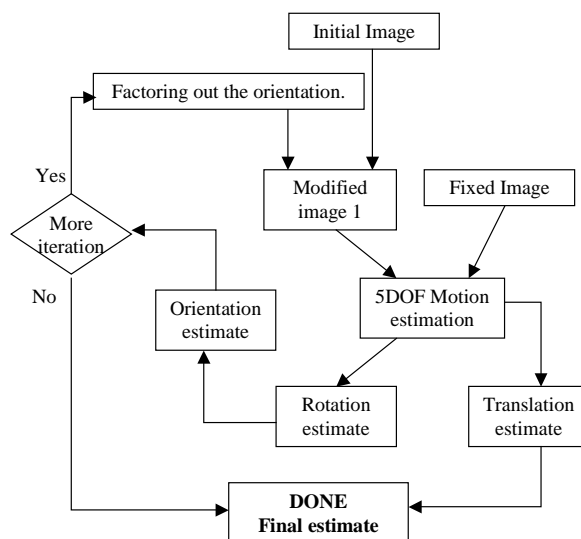 Initial Image
Factoring out the orientation.
Yes
Modified
image 1
Fixed Image
More
iteration
No
Orientation
estimate
5DOF Motion
estimation
Rotation
estimate
Translation
estimate
DONE
Final estimate